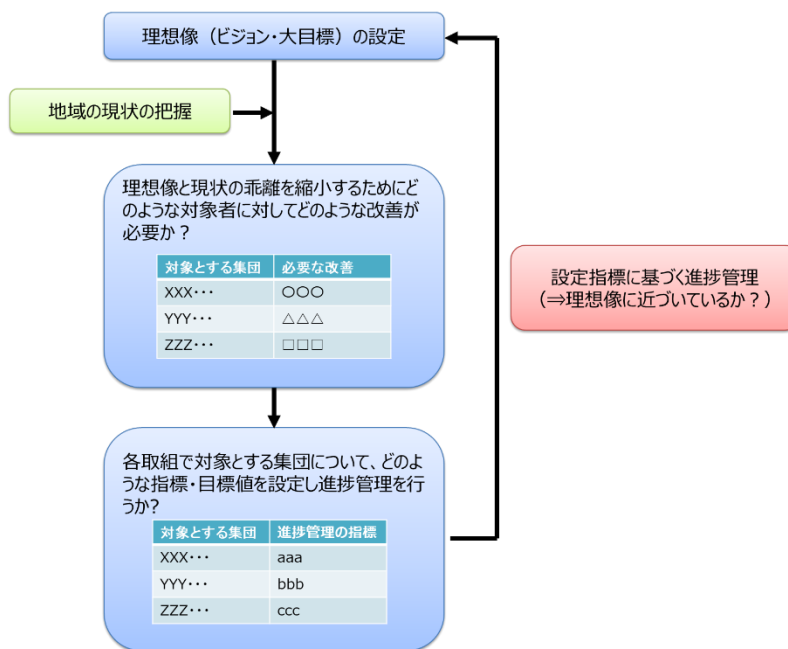 理想像（ビジョン・大目標）の設定
地域の現状の把握
理想像と現状の乖離を縮小するためにど
のような対象者に対してどのような改善が
必要か？
対象とする集団 必要な改善
XXX・・・ 〇〇〇
YYY・・・ △△△
ZZZ・・・ □□□
設定指標に基づく進捗管理
（⇒理想像に近づいているか？）
各取組で対象とする集団について、どのよ
うな指標・目標値を設定し進捗管理を行
うか?
対象とする集団 進捗管理の指標
XXX・・・ aaa
YYY・・・ bbb
ZZZ・・・ ccc